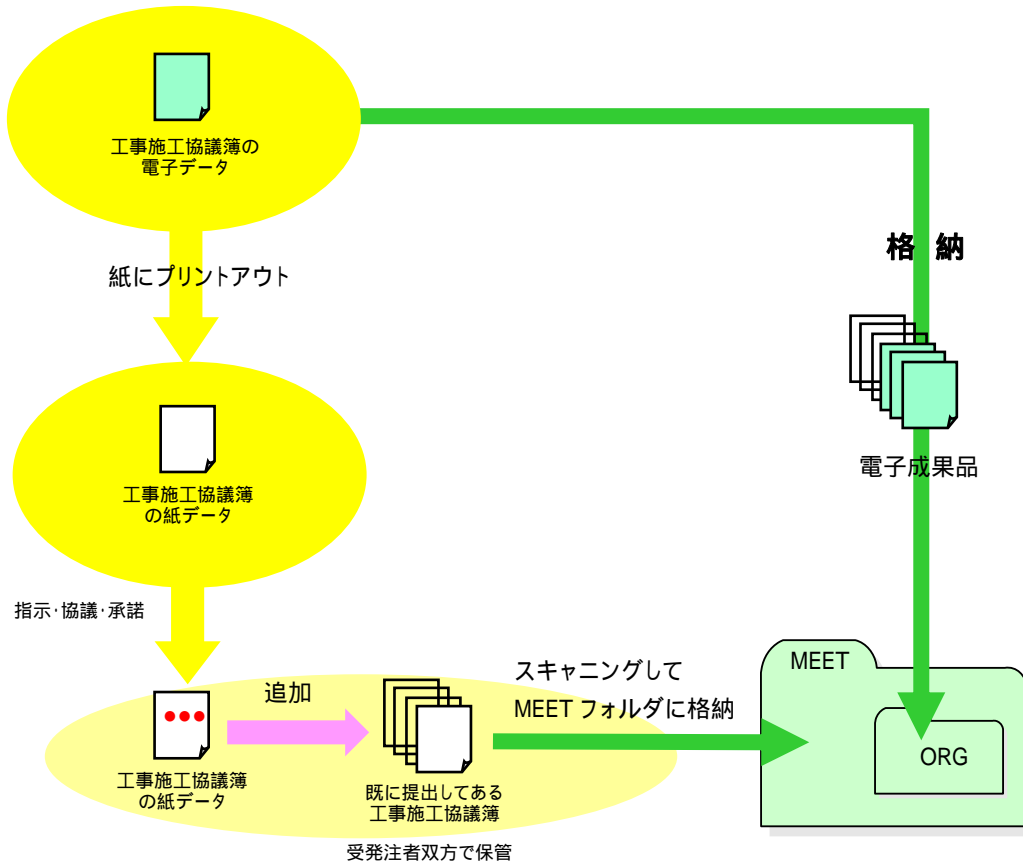 工事施工協議簿の
電子データ
紙にプリントアウト
格 納
電子成果品
工事施工協議簿
の紙データ
指示・協議・承諾
追加
スキャニングして
MEET フォルダに格納
MEET
ORG
工事施工協議簿
の紙データ
既に提出してある
工事施工協議簿
受発注者双方で保管